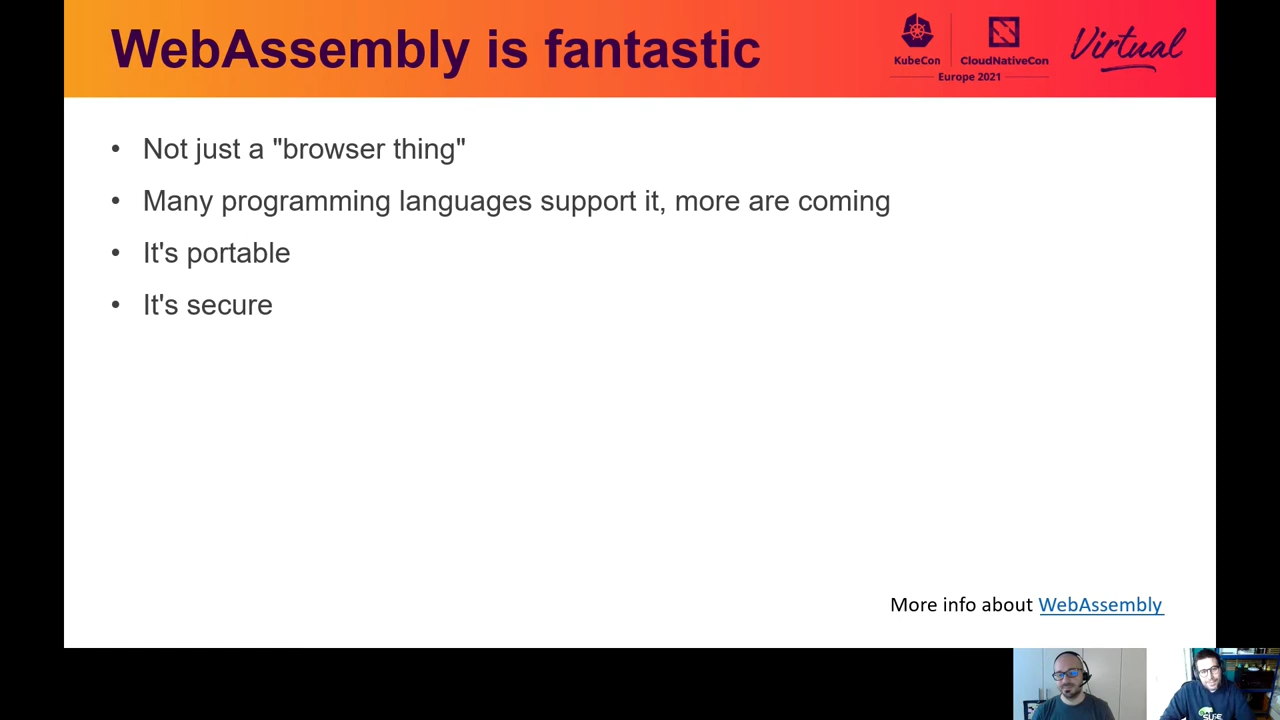 WebAssembly is fantastic
KubeCon
CloudNativeCon
Europe 2021
Virtual
• Not just a "browser thing"
• Many programming languages support it, more are coming
• It's portable
• It's secure
More info about WebAssembly
SUSE